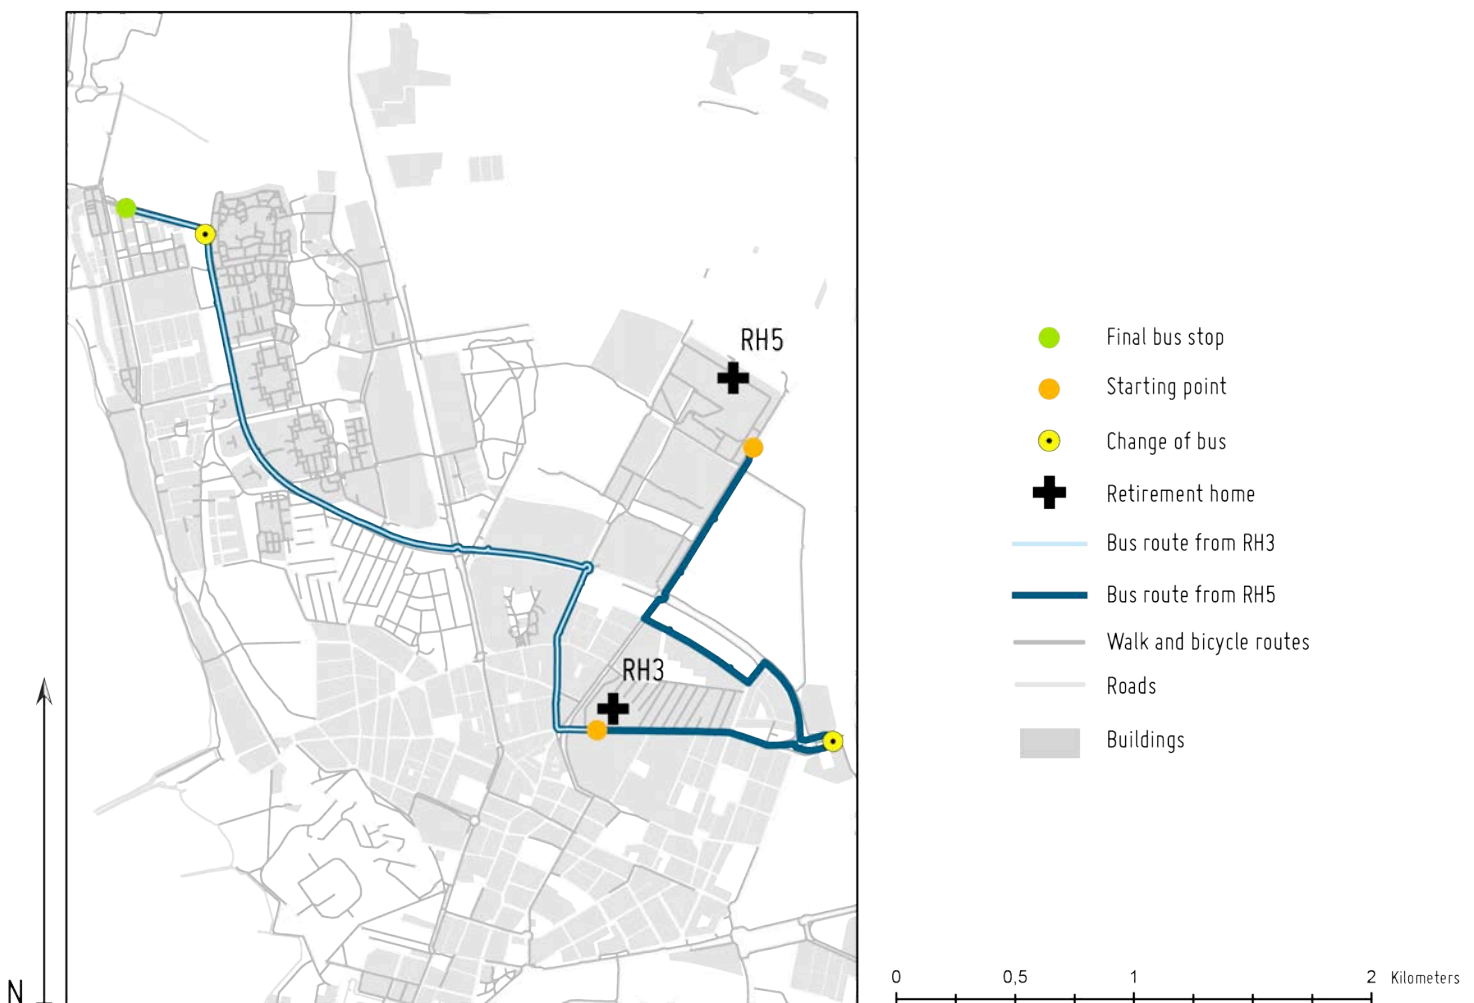 RH5
RH3
Final bus stop
Starting point
Change of bus
Retirement home
Bus route from RH3
Bus route from RH5
Walk and bicycle routes
Roads
Buildings
N
0 0,5 1 2 Kilometers